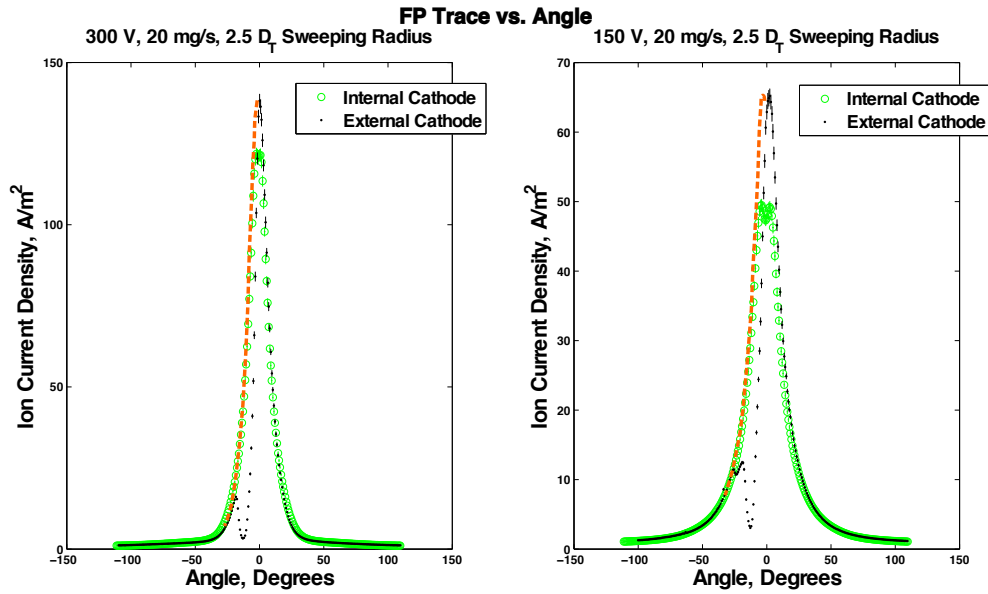 FP Trace vs. Angle
300 V, 20 mg/s, 2.5 D_T Sweeping Radius
150
100
50
0
−150
−100
−50
0
50
100
150
Ion Current Density, A/m²
Angle, Degrees
Internal Cathode
External Cathode
150 V, 20 mg/s, 2.5 D_T Sweeping Radius
70
60
50
40
30
20
10
0
−150
−100
−50
0
50
100
150
Ion Current Density, A/m²
Angle, Degrees
Internal Cathode
External Cathode